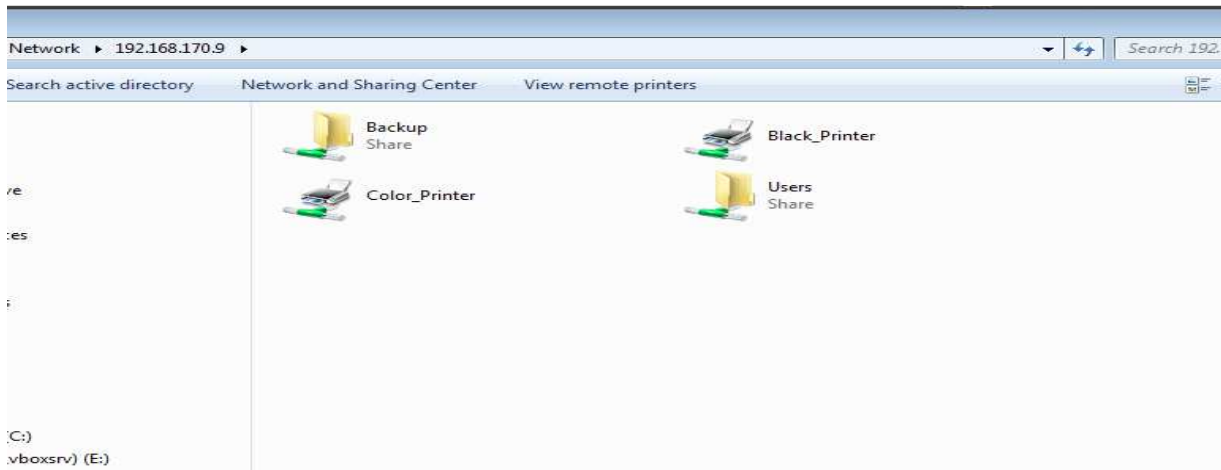 Network ▸ 192.168.170.9 ▸
Search 192.
Search active directory Network and Sharing Center View remote printers
Backup
Share
Black_Printer
Color_Printer
Users
Share
(C:)
vboxsrv) (E:)